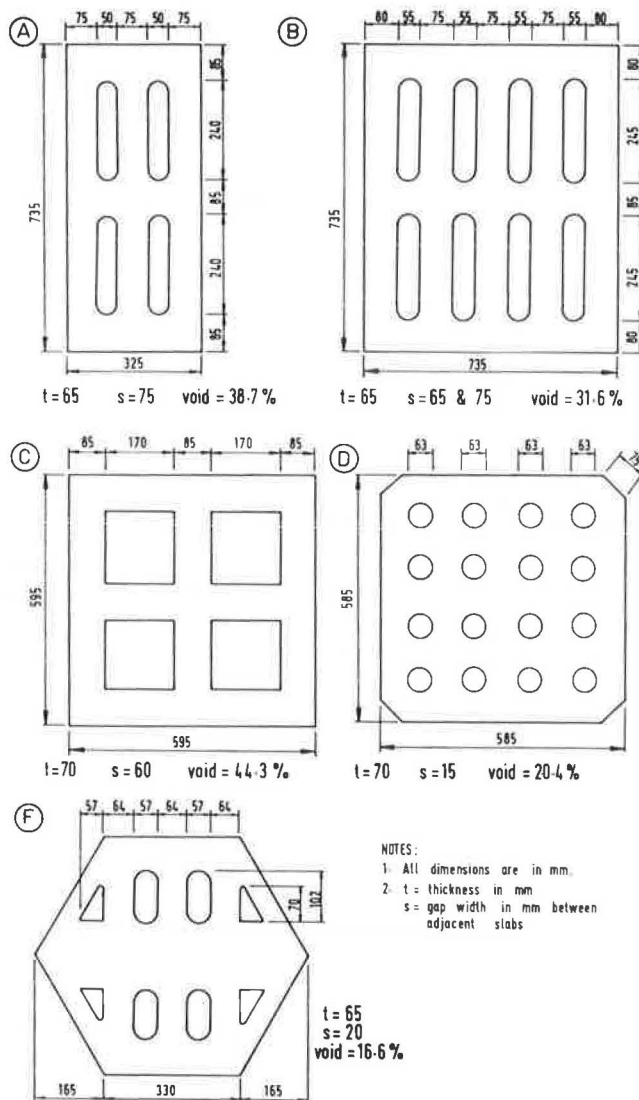 A
75 50 75 50 75
85
240
85
240
85
735
325
t = 65 s = 75 void = 38·7 %
B
80 55 75 55 75 55 75 55 80
80
245
85
245
80
735
735
t = 65 s = 65 & 75 void = 31·6 %
C
85 170 85 170 85
595
595
t = 70 s = 60 void = 44·3 %
D
63 63 63 63
585
585
t = 70 s = 15 void = 20·4 %
F
57 64 57 64 57 64
70
102
165 330 165
t = 65
s = 20
void = 16·6 %
NOTES:
1. All dimensions are in mm.
2. t = thickness in mm
s = gap width in mm between
adjacent slabs